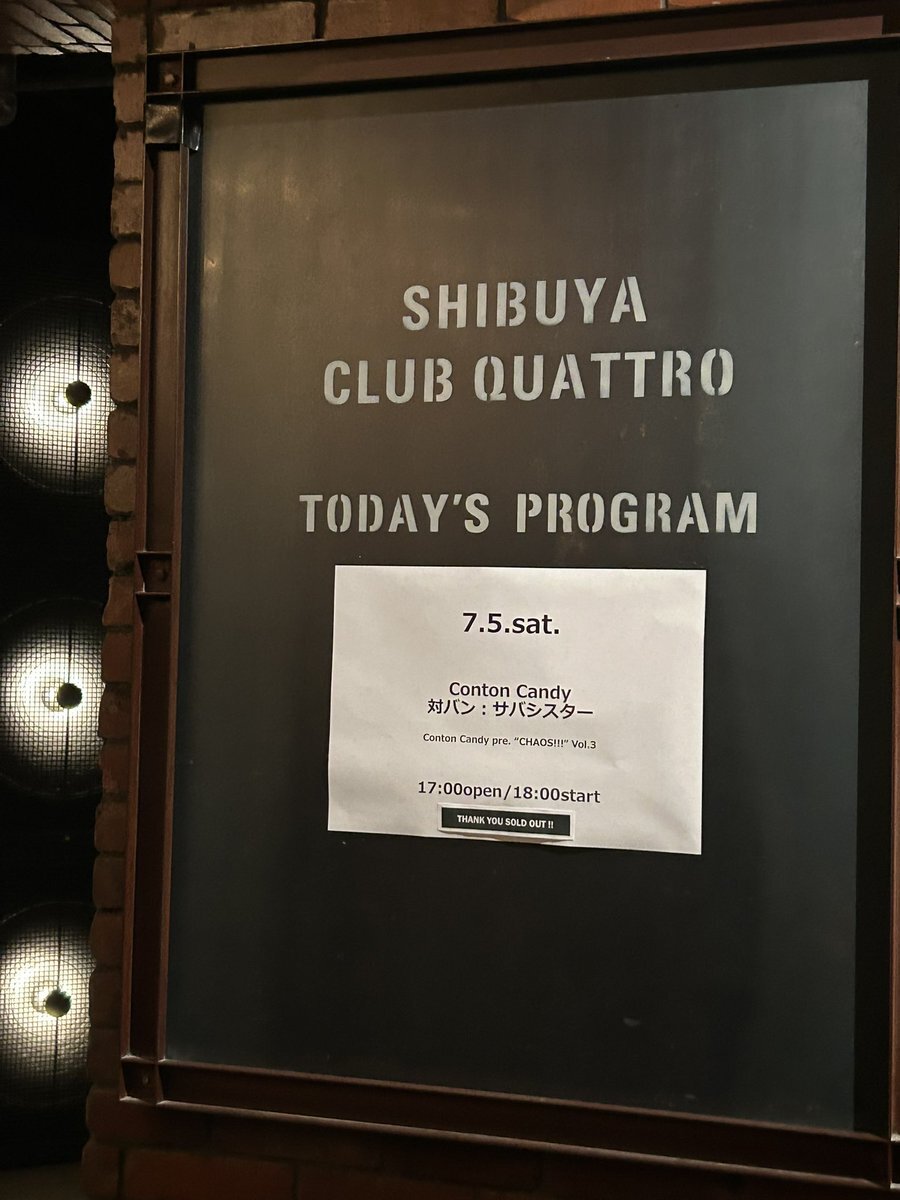 SHIBUYA
CLUB QUATTRO
TODAY'S PROGRAM
7.5.sat.
Conton Candy
対バン：サバシスター
Conton Candy pre. "CHAOS!!!" Vol.3
17:00open/18:00start
THANK YOU SOLD OUT !!